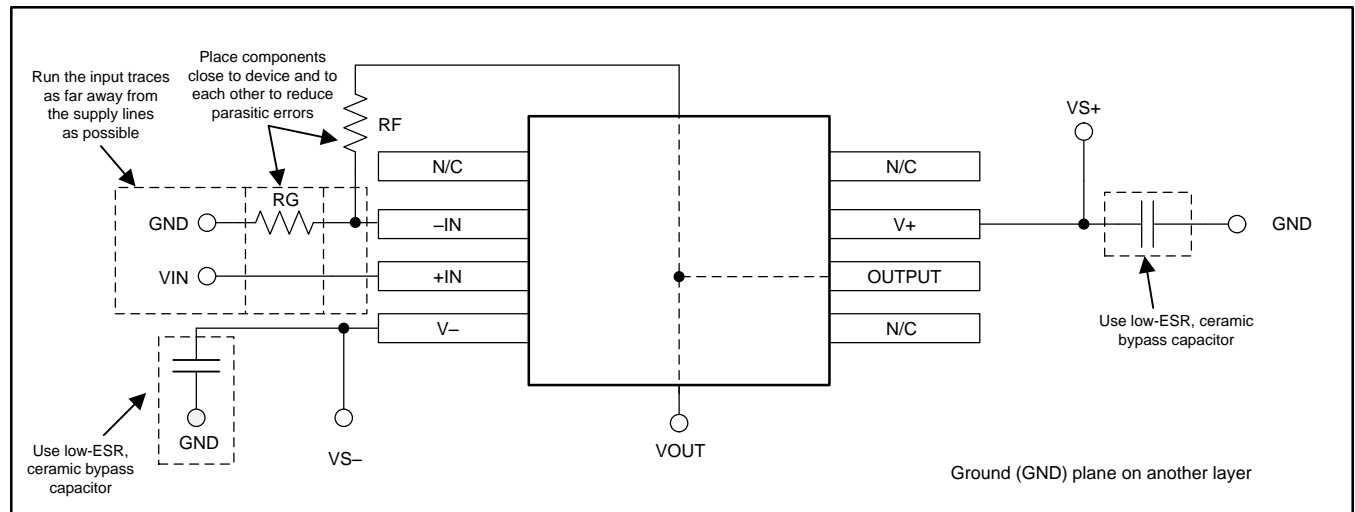 Place components
close to device and to
each other to reduce
parasitic errors
Run the input traces
as far away from
the supply lines
as possible
RF
VS+
N/C
N/C
RG
GND
–IN
V+
GND
VIN
+IN
OUTPUT
V–
N/C
Use low-ESR, ceramic
bypass capacitor
GND
VS–
VOUT
Use low-ESR,
ceramic bypass
capacitor
Ground (GND) plane on another layer